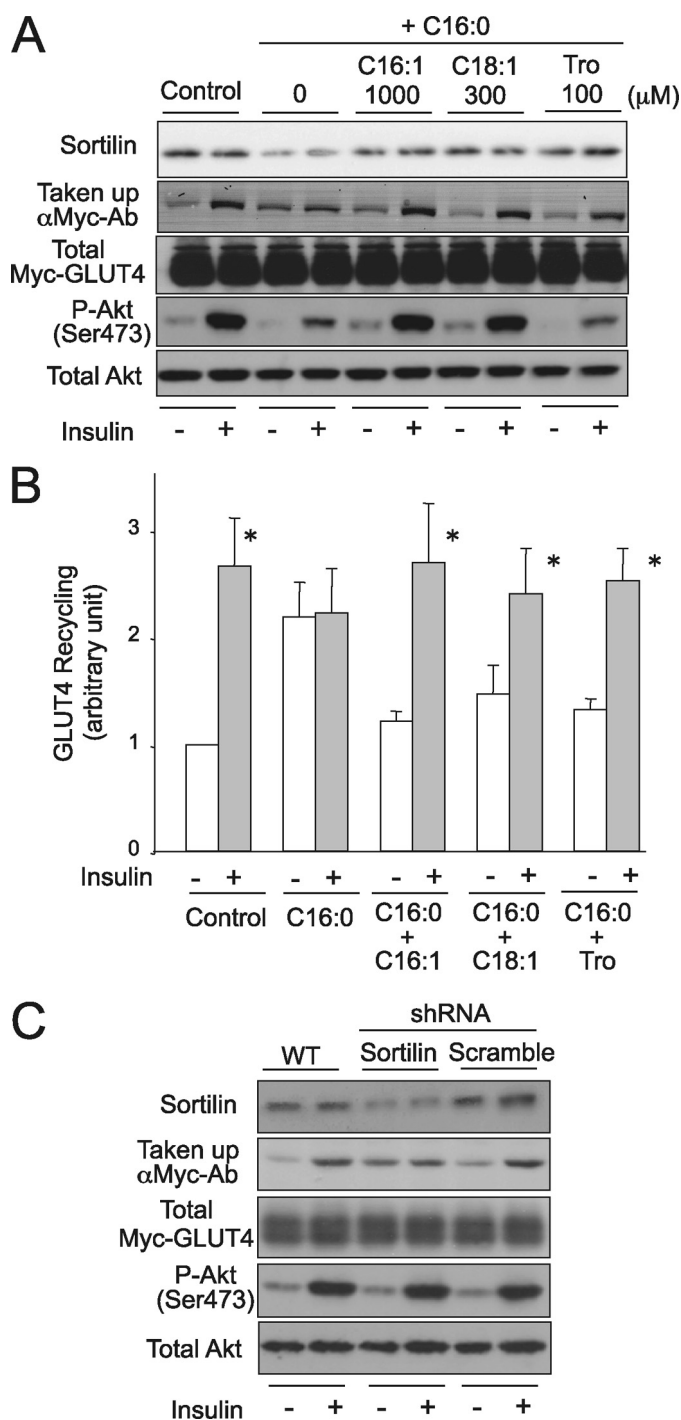 A
+ C16:0
C16:1 C18:1 Tro
Control 0 1000 300 100 (μM)
Sortilin
Taken up
αMyc-Ab
Total
Myc-GLUT4
P-Akt
(Ser473)
Total Akt
Insulin - + - + - + - + - +
B
GLUT4 Recycling
(arbitrary unit)
3
2
1
0
* * * *
Insulin - + - + - + - + - +
Control C16:0 C16:0 C16:0 C16:0
+ + +
C16:1 C18:1 Tro
C
shRNA
WT Sortilin Scramble
Sortilin
Taken up
αMyc-Ab
Total
Myc-GLUT4
P-Akt
(Ser473)
Total Akt
Insulin - + - + - +